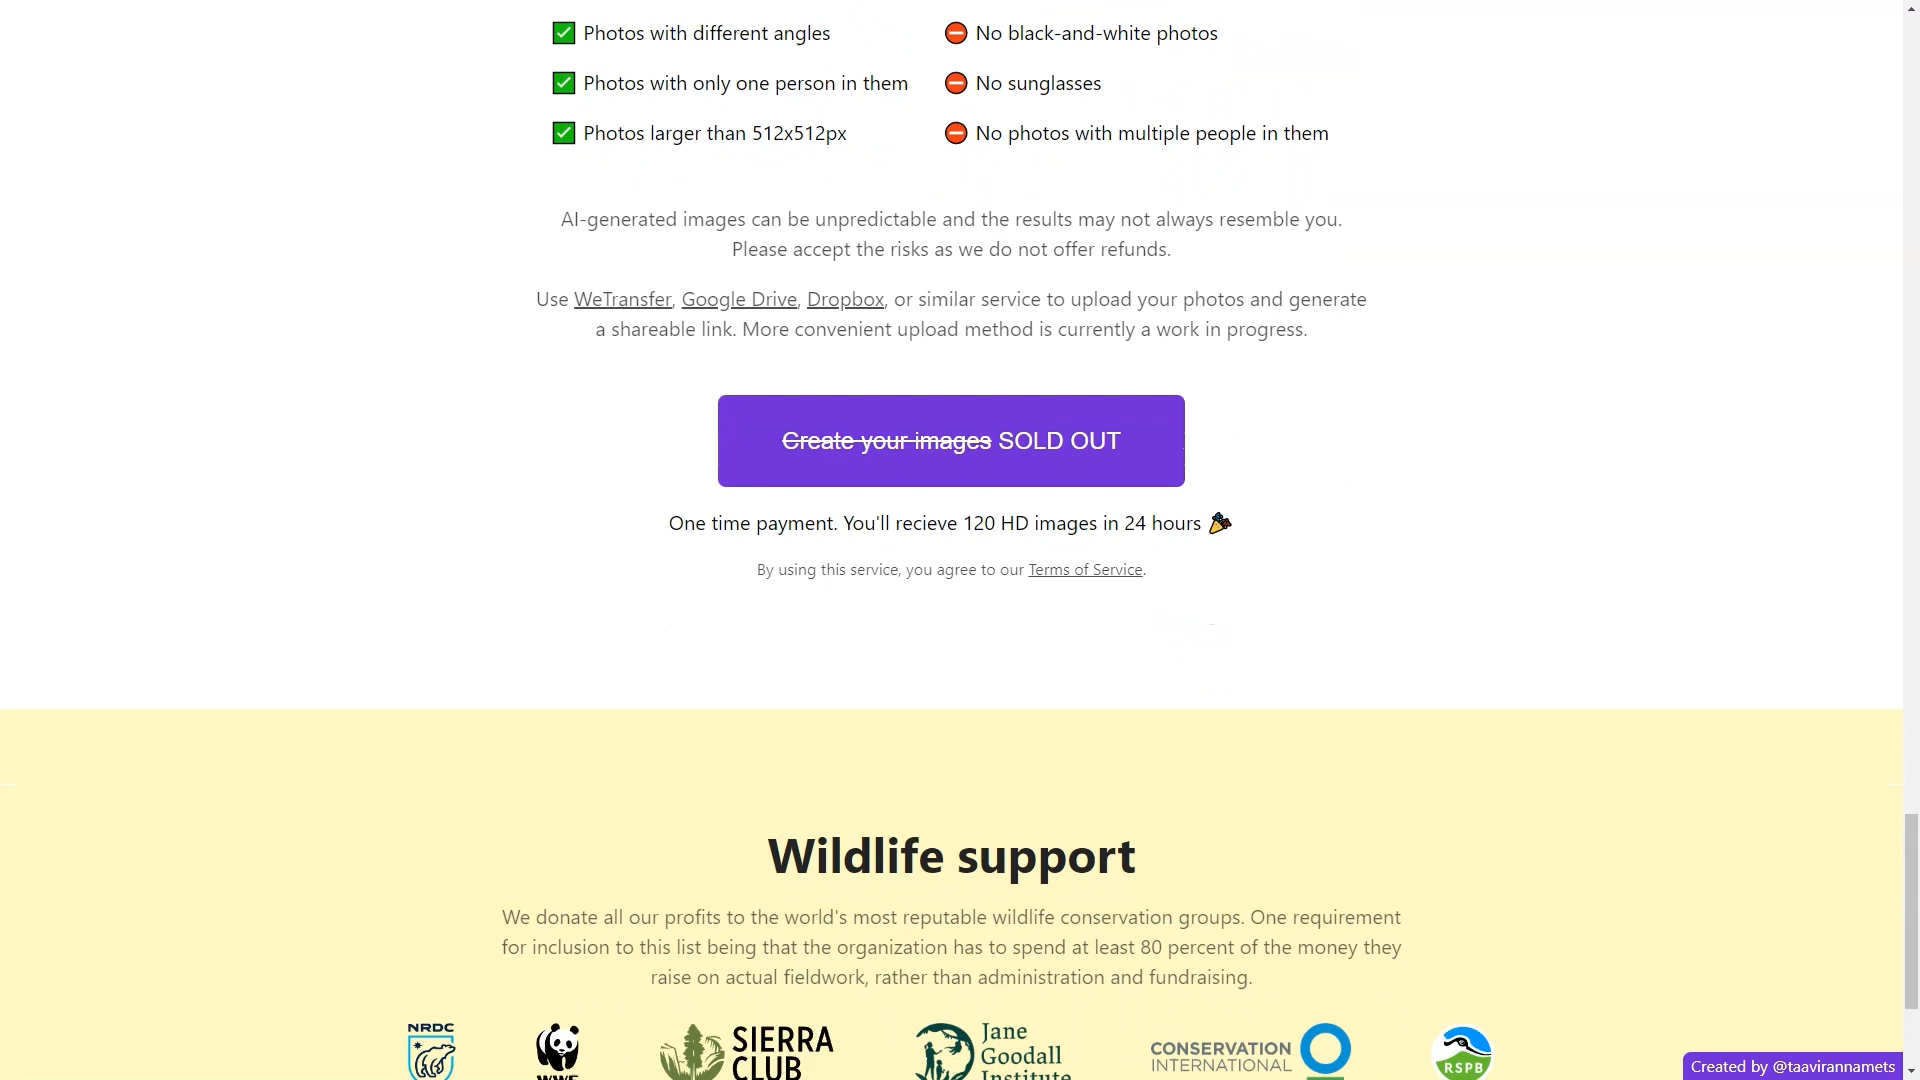 Photos with different angles
No black-and-white photos
Photos with only one person in them
No sunglasses
Photos larger than 512x512px
No photos with multiple people in them
AI-generated images can be unpredictable and the results may not always resemble you.
Please accept the risks as we do not offer refunds.
Use WeTransfer, Google Drive, Dropbox, or similar service to upload your photos and generate
a shareable link. More convenient upload method is currently a work in progress.
Create your images SOLD OUT
One time payment. You'll recieve 120 HD images in 24 hours
By using this service, you agree to our Terms of Service.
Wildlife support
We donate all our profits to the world's most reputable wildlife conservation groups. One requirement
for inclusion to this list being that the organization has to spend at least 80 percent of the money they
raise on actual fieldwork, rather than administration and fundraising.
NRDC
WWF
SIERRA
CLUB
Jane
Goodall
Institute
CONSERVATION
INTERNATIONAL
RSPB
Created by @taavirannamets